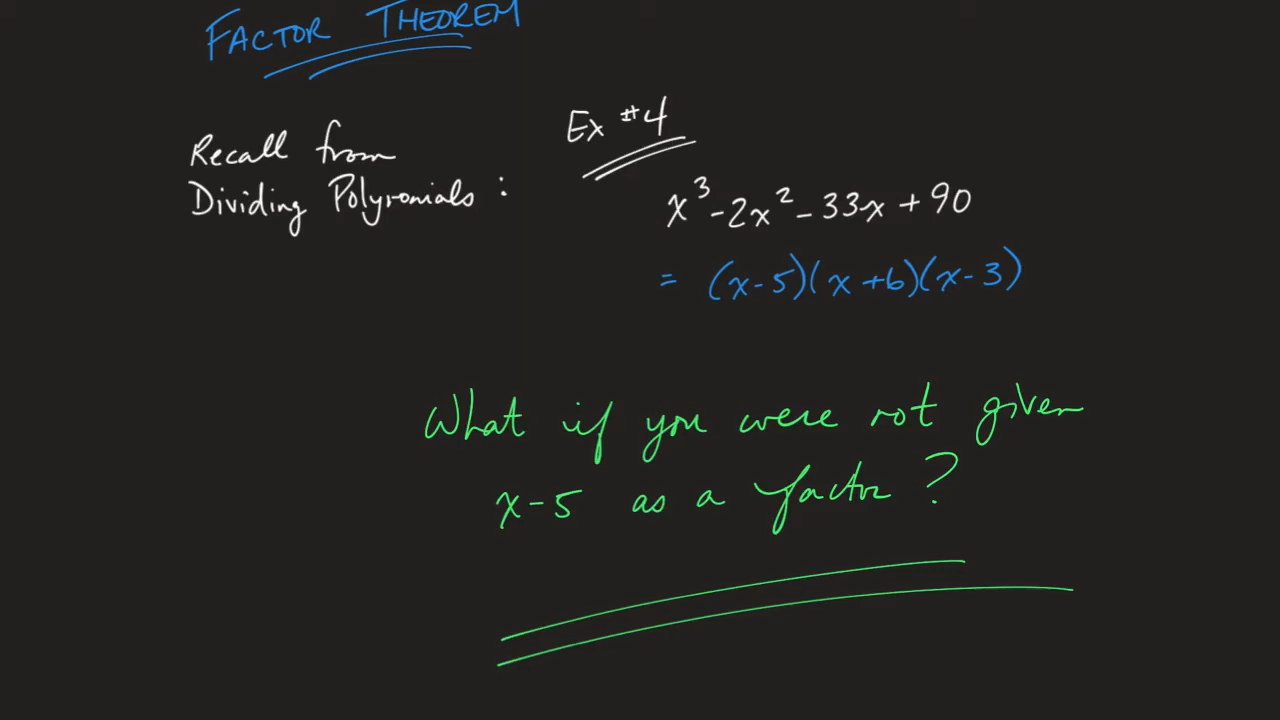 FACTOR THEOREM
Recall from
Dividing Polyronials :
Ex #4
x³ - 2x² - 33x + 90
= (x-5)(x+6)(x-3)
What if you were not given
x-5 as a factor ?